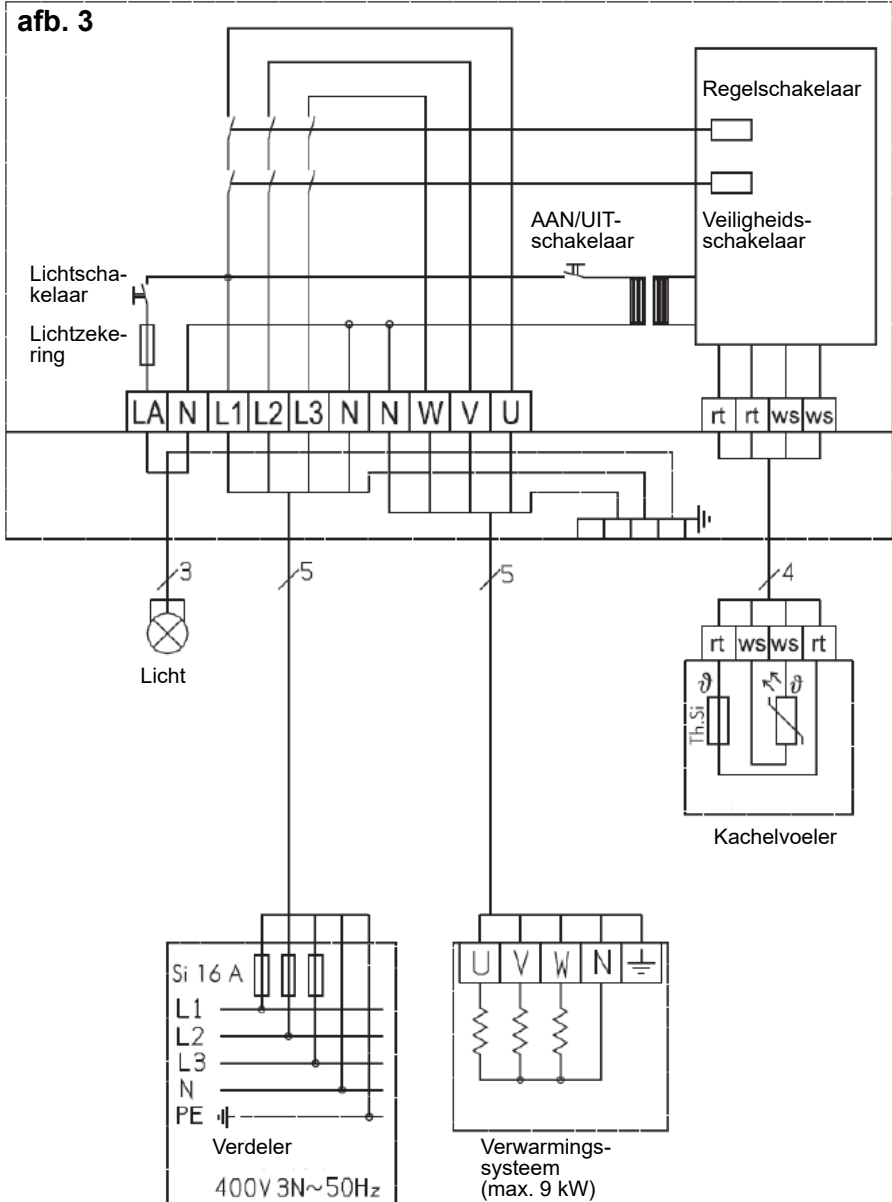 afb. 3
Regelschakelaar
AAN/UIT-
schakelaar
Veiligheids-
schakelaar
Lichtscha-
kelaar
Lichtzeke-
ring
LA N L1 L2 L3 N N W V U
rt rt ws ws
3
5
5
4
Licht
rt ws ws rt
ϑ ϑ
Th.Si
Kachelvoeler
Si 16 A
L1
L2
L3
N
PE
Verdeler
400V 3N~50Hz
U V W N
Verwarmings-
systeem
(max. 9 kW)